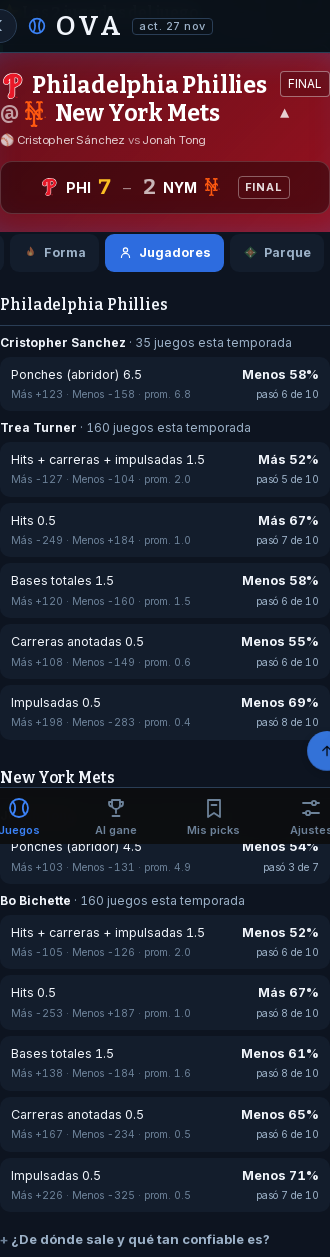 OVA act. 27 nov
Philadelphia Phillies FINAL
@ New York Mets ▲
Cristopher Sánchez vs Jonah Tong
PHI 7 – 2 NYM FINAL
Forma Jugadores Parque
Philadelphia Phillies
Cristopher Sanchez · 35 juegos esta temporada
Ponches (abridor) 6.5 Menos 58%
Más +123 · Menos -158 · prom. 6.8 pasó 6 de 10
Trea Turner · 160 juegos esta temporada
Hits + carreras + impulsadas 1.5 Más 52%
Más -127 · Menos -104 · prom. 2.0 pasó 5 de 10
Hits 0.5 Más 67%
Más -249 · Menos +184 · prom. 1.0 pasó 7 de 10
Bases totales 1.5 Menos 58%
Más +120 · Menos -160 · prom. 1.5 pasó 6 de 10
Carreras anotadas 0.5 Menos 55%
Más +108 · Menos -149 · prom. 0.6 pasó 6 de 10
Impulsadas 0.5 Menos 69%
Más +198 · Menos -283 · prom. 0.4 pasó 8 de 10
New York Mets
Juegos AI gane Mis picks Ajustes
Ponches (abridor) 4.5 Menos 54%
Más +103 · Menos -131 · prom. 4.9 pasó 3 de 7
Bo Bichette · 160 juegos esta temporada
Hits + carreras + impulsadas 1.5 Menos 52%
Más -105 · Menos -126 · prom. 2.0 pasó 6 de 10
Hits 0.5 Más 67%
Más -253 · Menos +187 · prom. 1.0 pasó 8 de 10
Bases totales 1.5 Menos 61%
Más +138 · Menos -184 · prom. 1.6 pasó 8 de 10
Carreras anotadas 0.5 Menos 65%
Más +167 · Menos -234 · prom. 0.5 pasó 6 de 10
Impulsadas 0.5 Menos 71%
Más +226 · Menos -325 · prom. 0.5 pasó 7 de 10
+ ¿De dónde sale y qué tan confiable es?